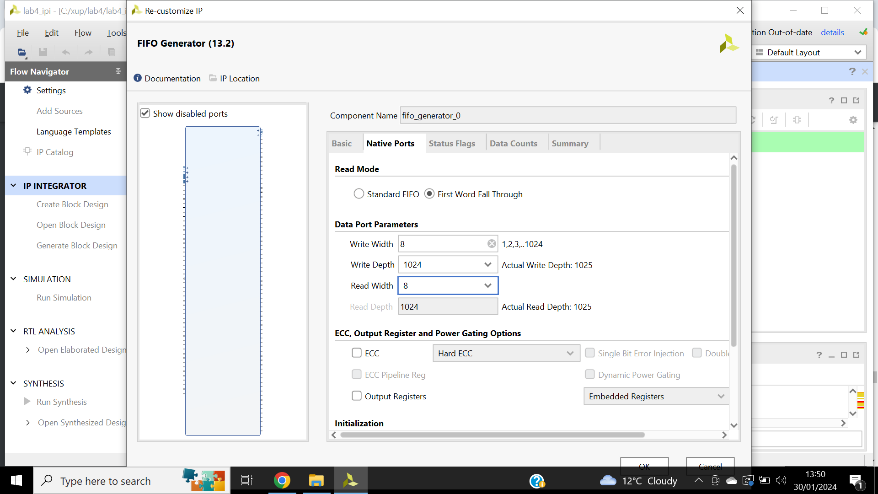 lab4_ipi - [C:/xup/lab4/lab4_i
Re-customize IP
File Edit Flow Tools
tion Out-of-date details
FIFO Generator (13.2)
Default Layout
Flow Navigator
Documentation IP Location
Settings
Add Sources
Language Templates
IP Catalog
Show disabled ports
Component Name fifo_generator_0
Basic Native Ports Status Flags Data Counts Summary
Read Mode
Standard FIFO First Word Fall Through
IP INTEGRATOR
Create Block Design
Open Block Design
Generate Block Design
Data Port Parameters
Write Width 8 1,2,3,..1024
Write Depth 1024 Actual Write Depth: 1025
Read Width 8
Read Depth 1024 Actual Read Depth: 1025
SIMULATION
Run Simulation
RTL ANALYSIS
Open Elaborated Design
ECC, Output Register and Power Gating Options
ECC Hard ECC Single Bit Error Injection Double
ECC Pipeline Reg Dynamic Power Gating
Output Registers Embedded Registers
Initialization
SYNTHESIS
Run Synthesis
Open Synthesized Design
OK Cancel
Type here to search
12°C Cloudy
13:50
30/01/2024
1